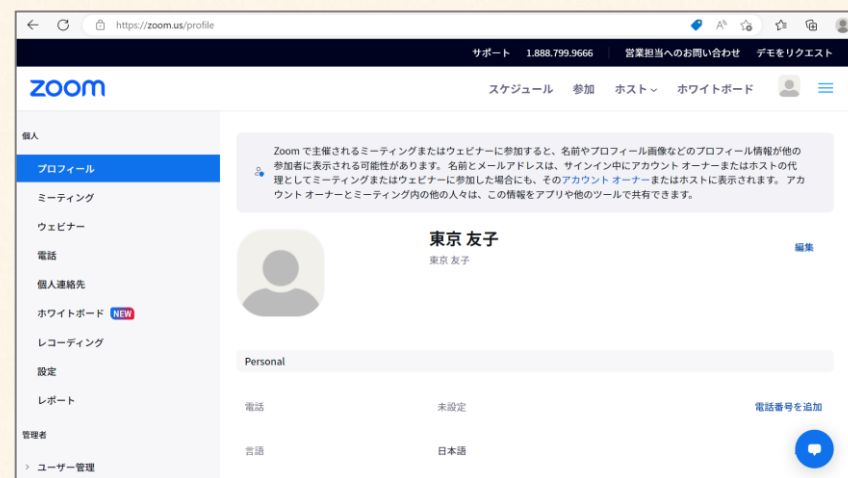 https://zoom.us/profile
サポート 1.888.799.9666 営業担当へのお問い合わせ デモをリクエスト
zoom スケジュール 参加 ホスト ホワイトボード
個人
プロフィール
ミーティング
ウェビナー
電話
個人連絡先
ホワイトボード NEW
レコーディング
設定
レポート
管理者
ユーザー管理
Zoom で主催されるミーティングまたはウェビナーに参加すると、名前やプロフィール画像などのプロフィール情報が他の
参加者に表示される可能性があります。 名前とメールアドレスは、サインイン中にアカウント オーナーまたはホストの代
理としてミーティングまたはウェビナーに参加した場合にも、そのアカウント オーナーまたはホストに表示されます。 アカ
ウント オーナーとミーティング内の他の人々は、この情報をアプリや他のツールで共有できます。
東京 友子
東京 友子
編集
Personal
電話 未設定 電話番号を追加
言語 日本語